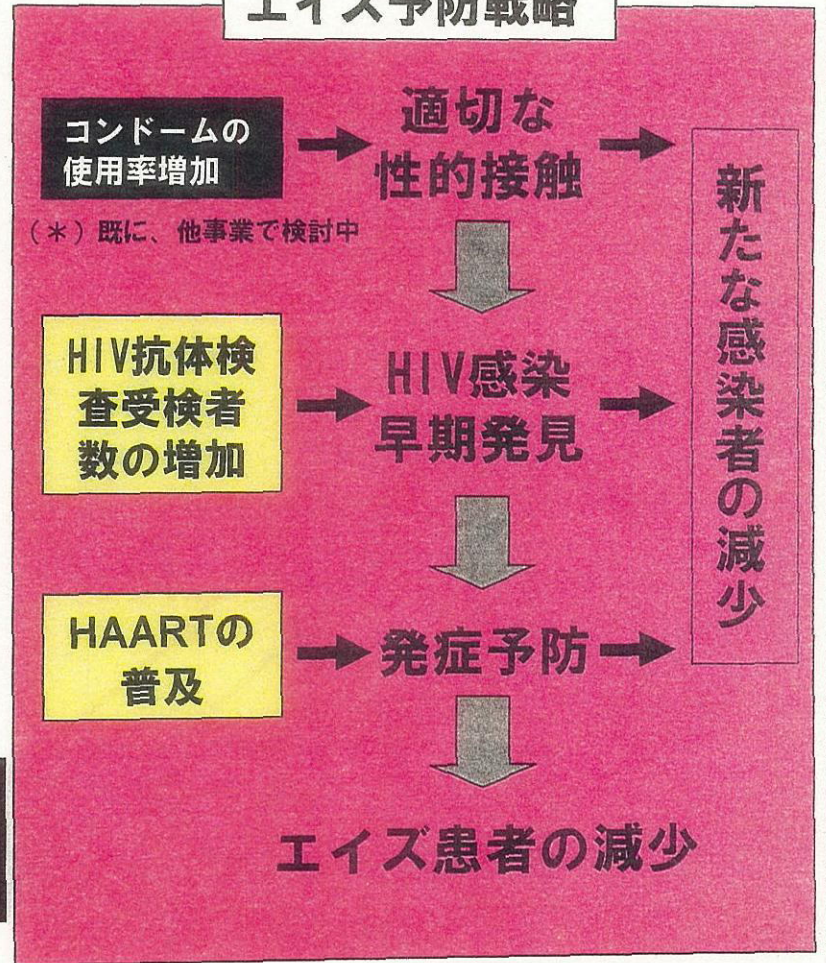 エイズ予防戦略
コンドームの
使用率増加
適切な
性的接触
(*)既に、他事業で検討中
HIV抗体検
査受検者
数の増加
HIV感染
早期発見
HAARTの
普及
発症予防
エイズ患者の減少
新たな感染者の減少